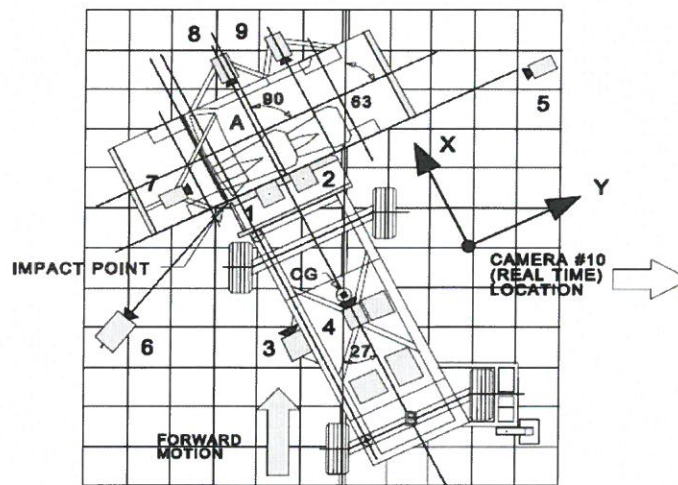 8 9
90
63
A
5
X
7
2
Y
1
IMPACT POINT
CAMERA #10
(REAL TIME)
LOCATION
CG
4
6
3
27
FORWARD
MOTION